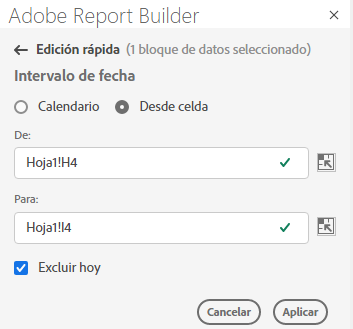 Adobe Report Builder
Edición rápida (1 bloque de datos seleccionado)
Intervalo de fecha
Calendario Desde celda
De:
Hoja1!H4
Para:
Hoja1!I4
Excluir hoy
Cancelar Aplicar